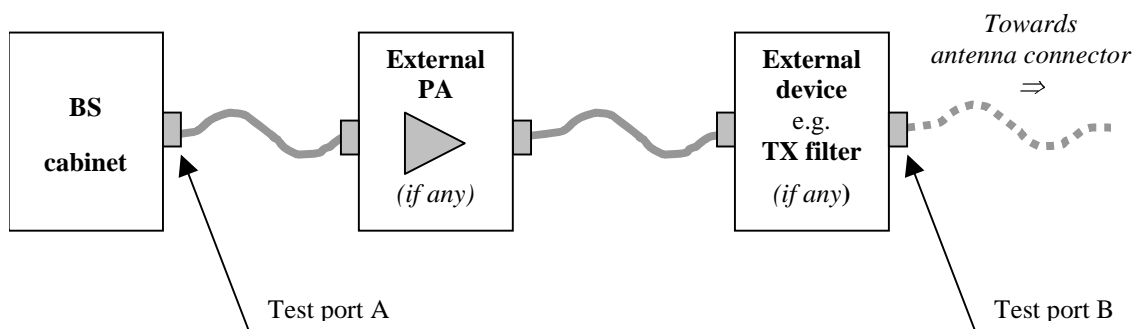 BS
cabinet
External
PA
(if any)
External
device
e.g.
TX filter
(if any)
Towards
antenna connector
⇒
Test port A
Test port B